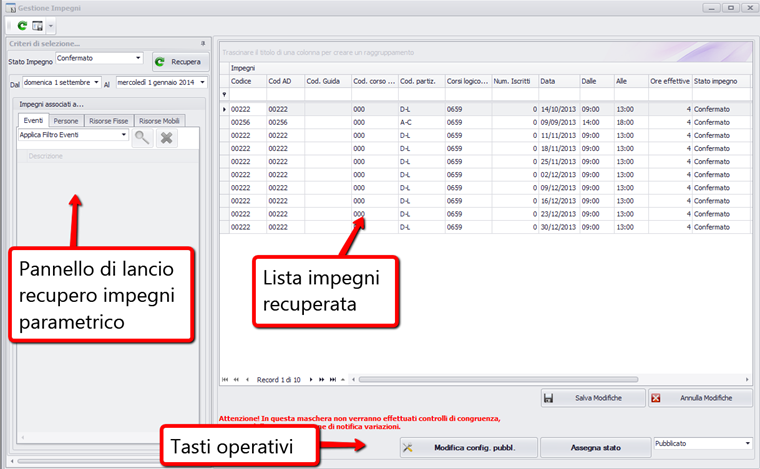 Gestione Impegni
Criteri di selezione...
Stato Impegno Confermato Recupera
Dal domenica 1 settembre Al mercoledì 1 gennaio 2014
Impegni associati a...
Eventi Persone Risorse Fisse Risorse Mobili
Applica Filtro Eventi
Descrizione
Pannello di lancio
recupero impegni
parametrico
Trascinare il titolo di una colonna per creare un raggruppamento
Impegni
Codice Cod AD Cod. Guida Cod. corso ... Cod. partiz. Corsi logico... Num. Iscritti Data Dalle Alle Ore effettive Stato impegno
00222 00222 000 D-L 0659 0 14/10/2013 09:00 13:00 4 Confermato
00256 00256 000 A-C 0659 0 09/09/2013 14:00 18:00 4 Confermato
00222 00222 000 D-L 0659 0 11/11/2013 09:00 13:00 4 Confermato
00222 00222 000 D-L 0659 0 18/11/2013 09:00 13:00 4 Confermato
00222 00222 000 D-L 0659 0 25/11/2013 09:00 13:00 4 Confermato
00222 00222 000 D-L 0659 0 02/12/2013 09:00 13:00 4 Confermato
00222 00222 000 D-L 0659 0 09/12/2013 09:00 13:00 4 Confermato
00222 00222 000 D-L 0659 0 16/12/2013 09:00 13:00 4 Confermato
00222 00222 000 D-L 0659 0 23/12/2013 09:00 13:00 4 Confermato
00222 00222 000 D-L 0659 0 30/12/2013 09:00 13:00 4 Confermato
Lista impegni
recuperata
Record 1 di 10
Salva Modifiche Annulla Modifiche
Attenzione! In questa maschera non verranno effettuati controlli di congruenza,
ne di notifica variazioni.
Tasti operativi
Modifica config. pubbl. Assegna stato Pubblicato